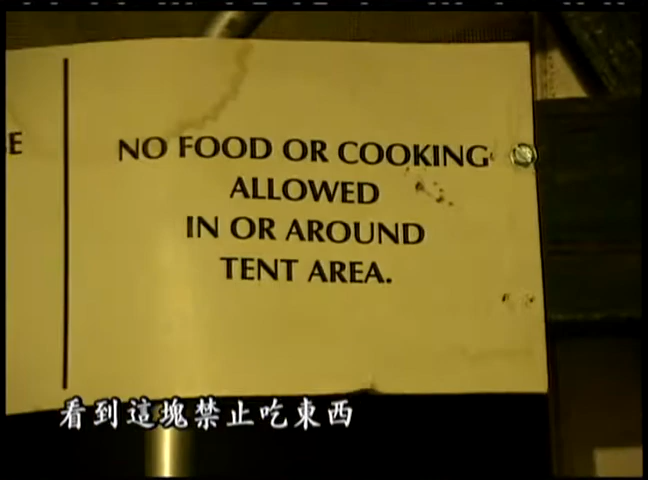 E
NO FOOD OR COOKING
ALLOWED
IN OR AROUND
TENT AREA.
看到這塊禁止吃東西